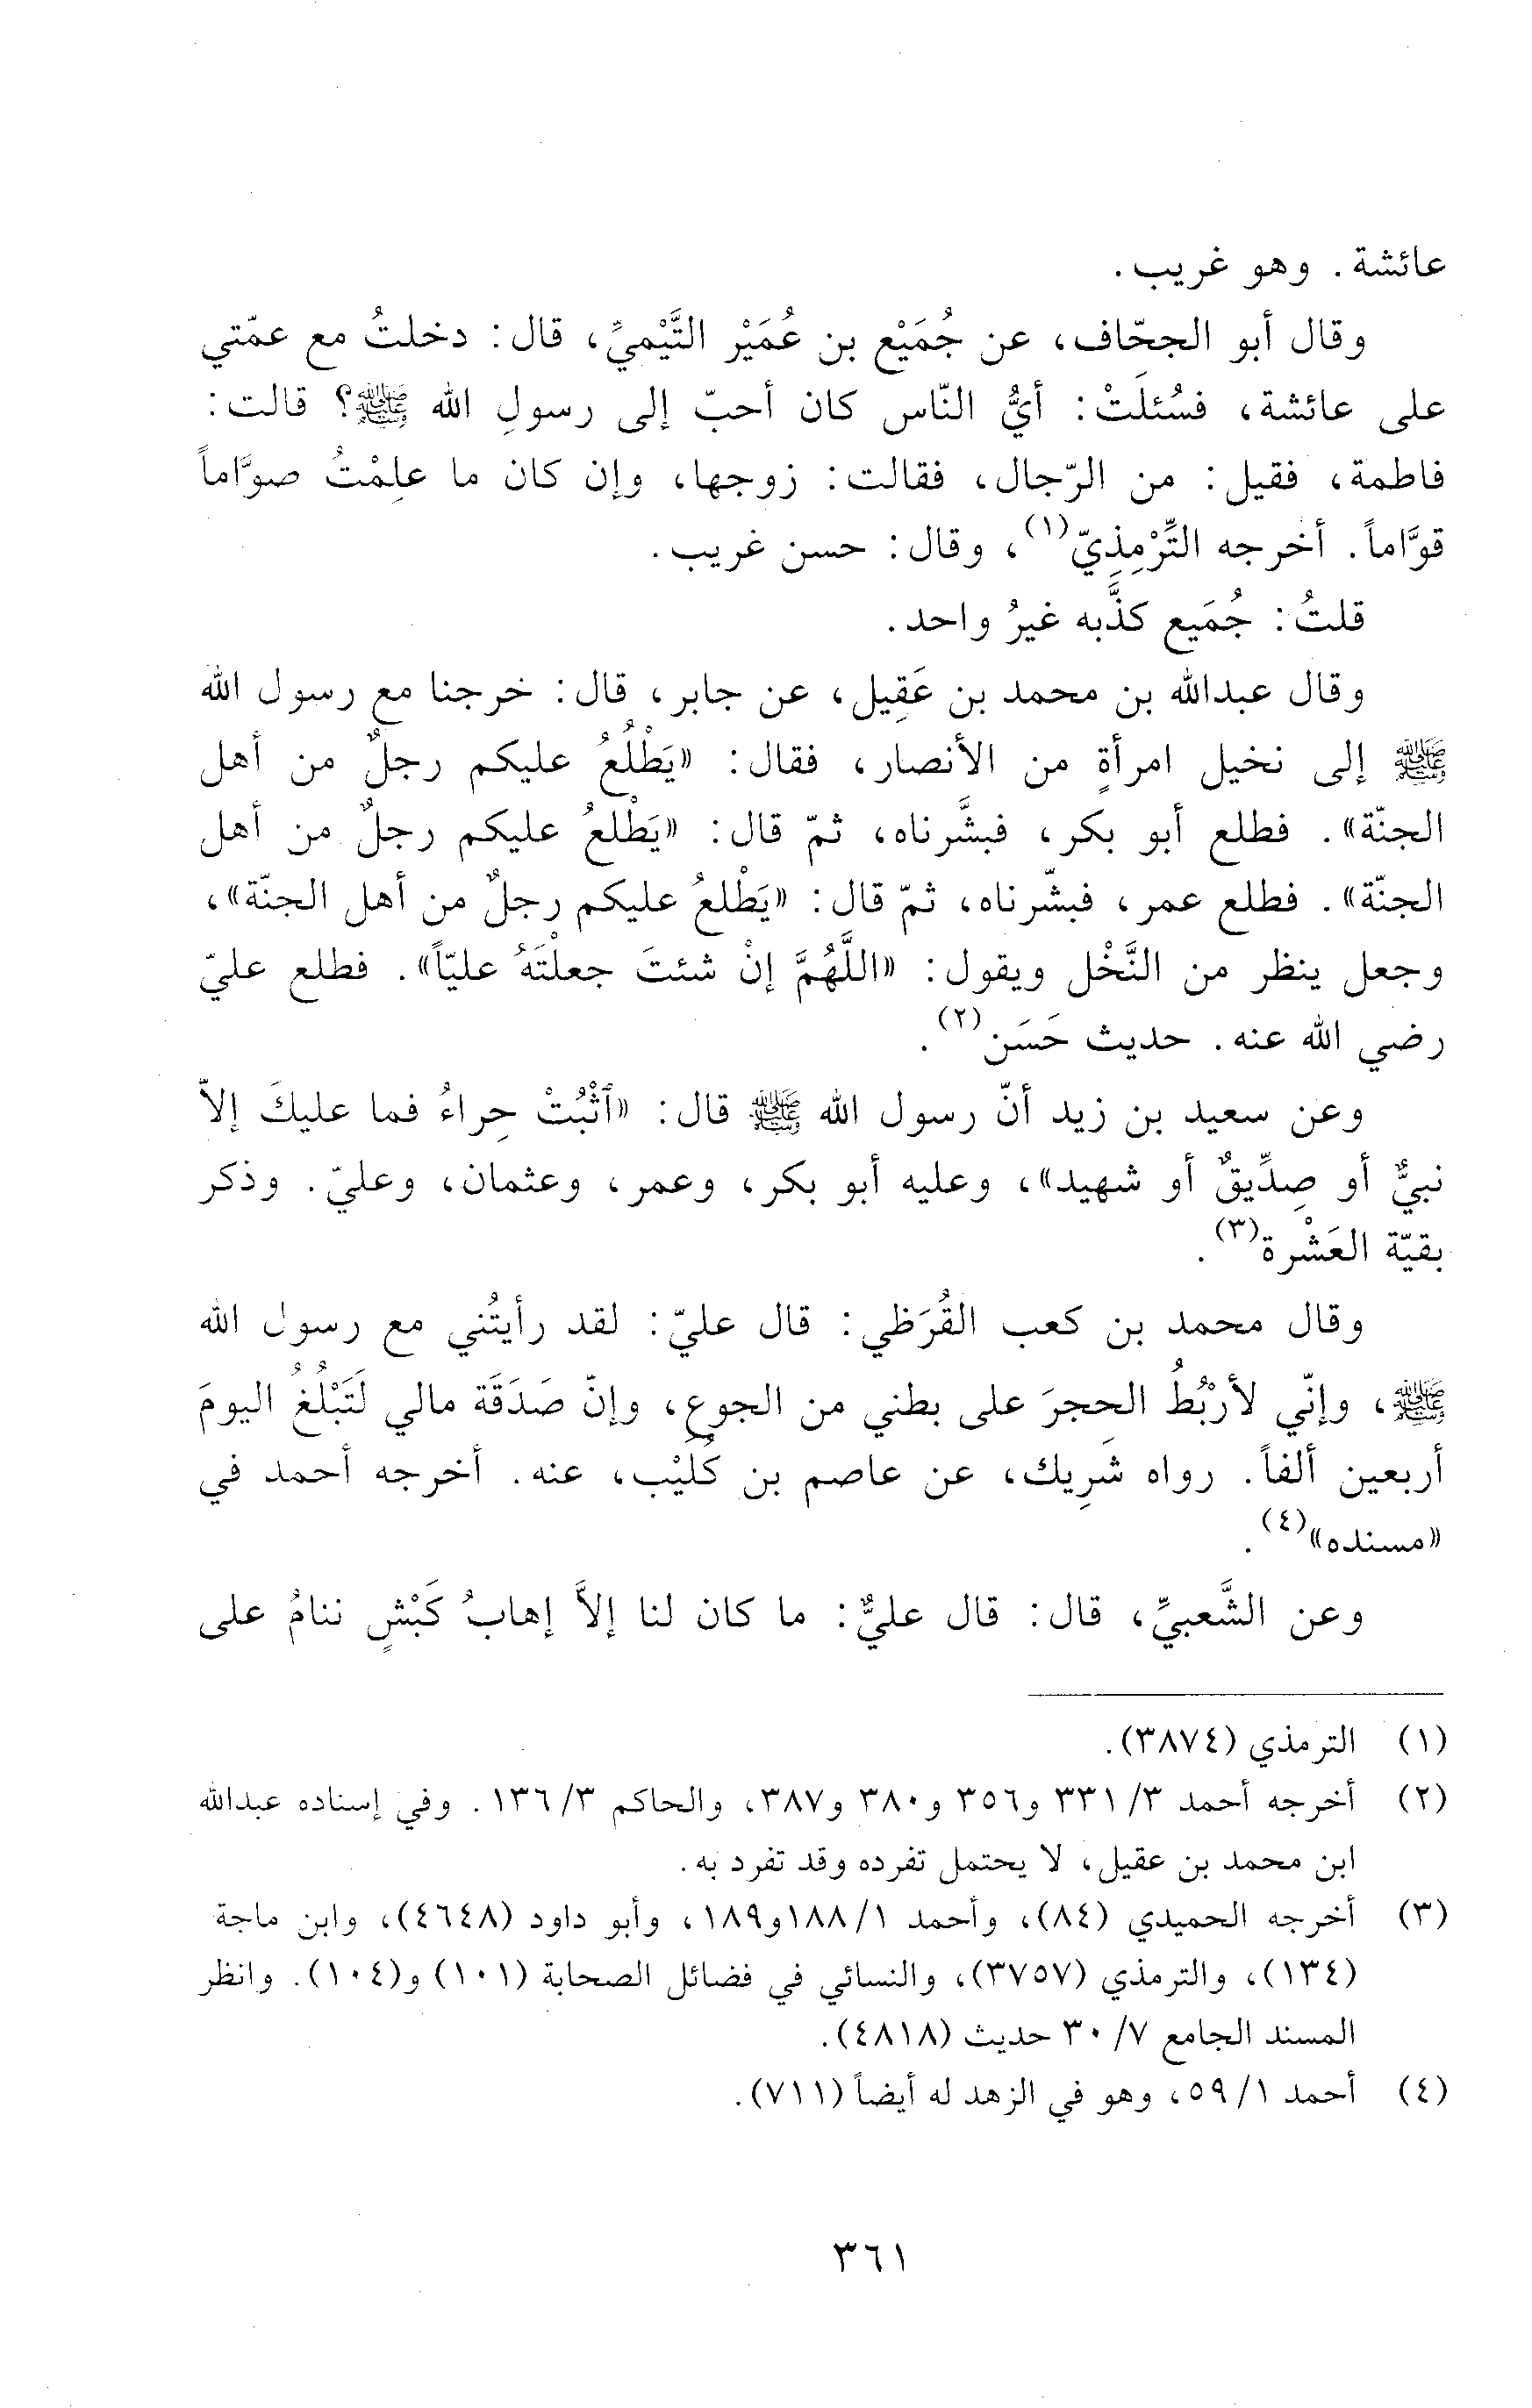 عائشة. وهو غريب.
وقال أبو الجحّاف، عن جُمَيْع بن عُمَيْر التَّيْميِّ، قال: دخلتُ مع عمّتي
على عائشة، فسُئلَتْ: أيُّ النّاس كان أحبّ إلى رسولِ الله ﷺ؟ قالت:
فاطمة، فقيل: من الرّجال، فقالت: زوجها، وإن كان ما علِمْتُ صوَّاماً
قوَّاماً. أخرجه التِّرْمِذِيّ(١)، وقال: حسن غريب.
قلتُ: جُمَيع كذَّبه غيرُ واحد.
وقال عبدالله بن محمد بن عَقِيل، عن جابر، قال: خرجنا مع رسول الله
ﷺ إلى نخيل امرأةٍ من الأنصار، فقال: «يَطْلُعُ عليكم رجلٌ من أهل
الجنّة». فطلع أبو بكر، فبشَّرناه، ثمّ قال: «يَطْلعُ عليكم رجلٌ من أهل
الجنّة». فطلع عمر، فبشّرناه، ثمّ قال: «يَطْلعُ عليكم رجلٌ من أهل الجنّة»،
وجعل ينظر من النَّخْل ويقول: «اللَّهُمَّ إنْ شئتَ جعلْتَهُ عليّاً». فطلع عليّ
رضي الله عنه. حديث حَسَن(٢).
وعن سعيد بن زيد أنّ رسول الله ﷺ قال: «ٱثْبُتْ حِراءُ فما عليكَ إلاّ
نبيٌّ أو صِدِّيقٌ أو شهيد»، وعليه أبو بكر، وعمر، وعثمان، وعليّ. وذكر
بقيّة العَشْرة(٣).
وقال محمد بن كعب القُرَظي: قال عليّ: لقد رأيتُني مع رسول الله
ﷺ، وإنّي لأرْبُطُ الحجرَ على بطني من الجوعِ، وإنّ صَدَقَة مالي لَتَبْلُغُ اليومَ
أربعين ألفاً. رواه شَرِيك، عن عاصم بن كُلَيْب، عنه. أخرجه أحمد في
«مسنده»(٤).
وعن الشَّعبيِّ، قال: قال عليٌّ: ما كان لنا إلاَّ إهابُ كَبْشٍ ننامُ على
(١) الترمذي (٣٨٧٤).
(٢) أخرجه أحمد ٣/ ٣٣١ و٣٥٦ و٣٨٠ و٣٨٧، والحاكم ٣/ ١٣٦. وفي إسناده عبدالله
ابن محمد بن عقيل، لا يحتمل تفرده وقد تفرد به.
(٣) أخرجه الحميدي (٨٤)، وأحمد ١/ ١٨٨و١٨٩، وأبو داود (٤٦٤٨)، وابن ماجة
(١٣٤)، والترمذي (٣٧٥٧)، والنسائي في فضائل الصحابة (١٠١) و(١٠٤). وانظر
المسند الجامع ٧/ ٣٠ حديث (٤٨١٨).
(٤) أحمد ١/ ٥٩، وهو في الزهد له أيضاً (٧١١).
٣٦١